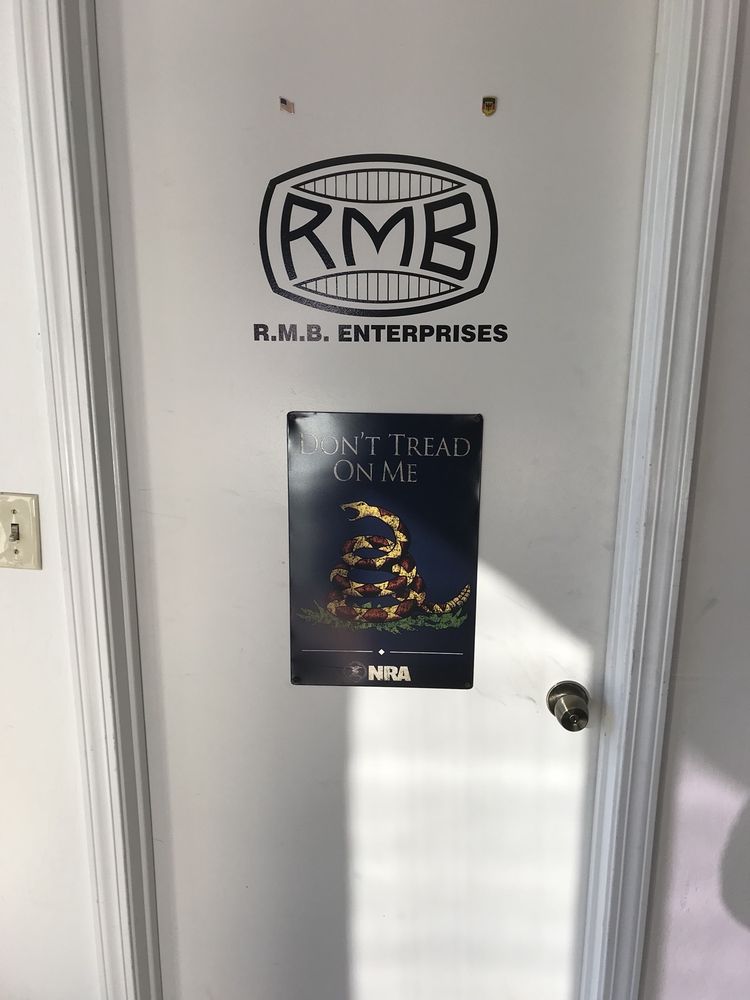 RMB
R.M.B. ENTERPRISES
DON'T TREAD
ON ME
NRA